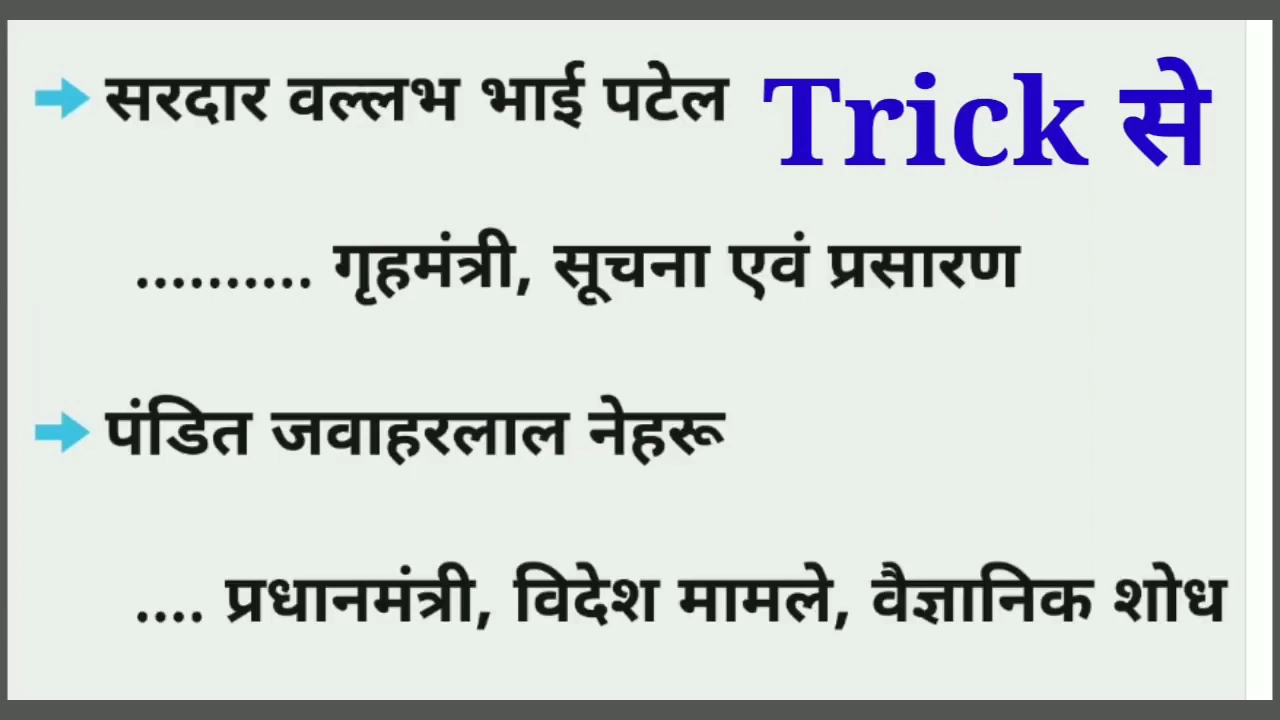 सरदार वल्लभ भाई पटेल Trick से
.......... गृहमंत्री, सूचना एवं प्रसारण
पंडित जवाहरलाल नेहरू
.... प्रधानमंत्री, विदेश मामले, वैज्ञानिक शोध